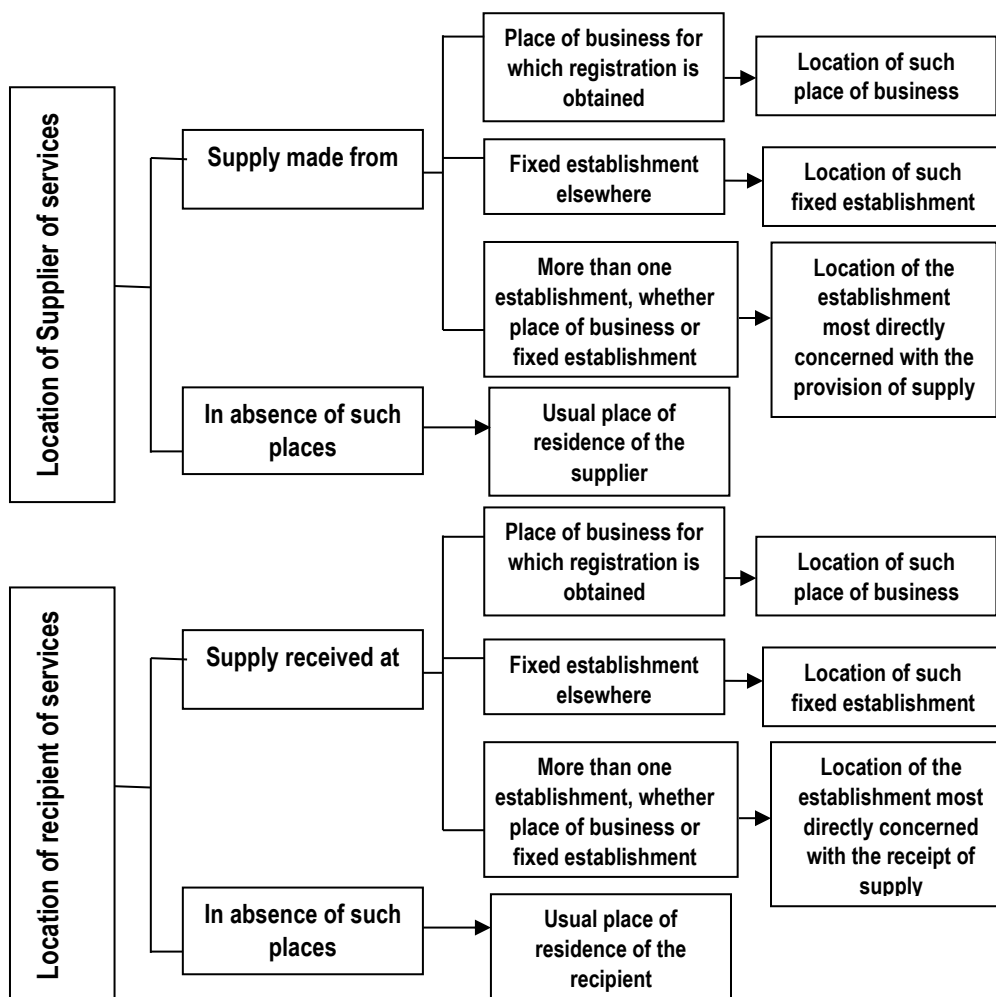 Location of Supplier of services
Supply made from
Place of business for
which registration is
obtained
Location of such
place of business
Fixed establishment
elsewhere
Location of such
fixed establishment
More than one
establishment, whether
place of business or
fixed establishment
Location of the
establishment
most directly
concerned with the
provision of supply
In absence of such
places
Usual place of
residence of the
supplier
Location of recipient of services
Supply received at
Place of business for
which registration is
obtained
Location of such
place of business
Fixed establishment
elsewhere
Location of such
fixed establishment
More than one
establishment, whether
place of business or
fixed establishment
Location of the
establishment most
directly concerned
with the receipt of
supply
In absence of such
places
Usual place of
residence of the
recipient